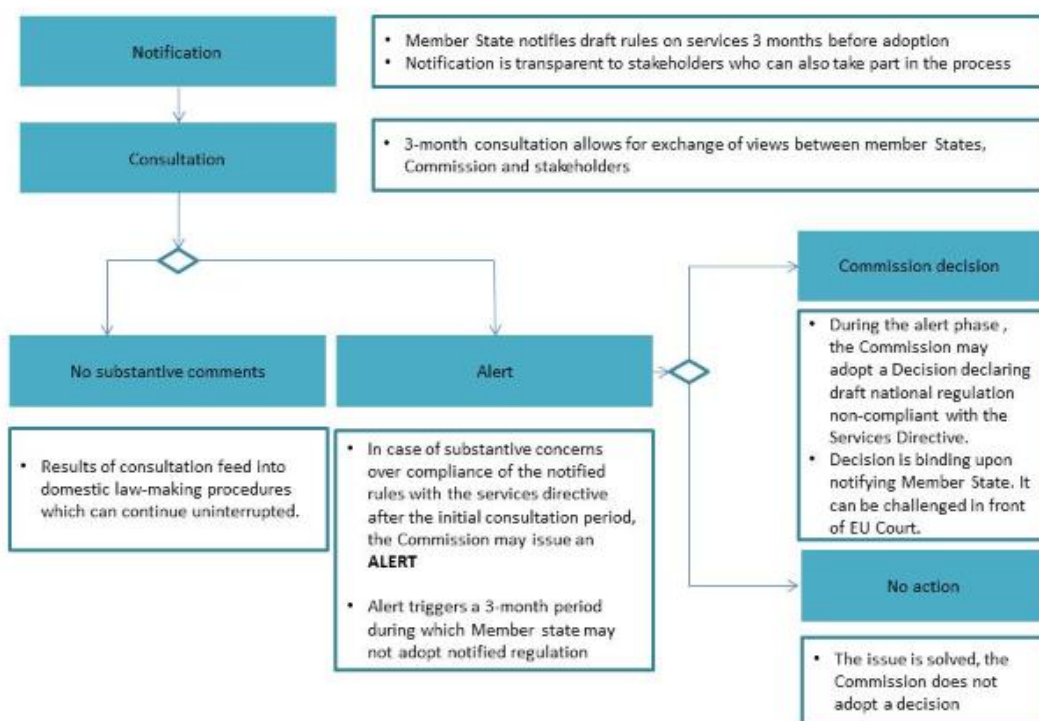 Notification
• Member State notifies draft rules on services 3 months before adoption
• Notification is transparent to stakeholders who can also take part in the process
Consultation
• 3-month consultation allows for exchange of views between member States,
Commission and stakeholders
Commission decision
• During the alert phase ,
the Commission may
adopt a Decision declaring
draft national regulation
non-compliant with the
Services Directive.
• Decision is binding upon
notifying Member State. It
can be challenged in front
of EU Court.
No substantive comments
• Results of consultation feed into
domestic law-making procedures
which can continue uninterrupted.
Alert
• In case of substantive concerns
over compliance of the notified
rules with the services directive
after the initial consultation period,
the Commission may issue an
ALERT
• Alert triggers a 3-month period
during which Member state may
not adopt notified regulation
No action
• The issue is solved, the
Commission does not
adopt a decision